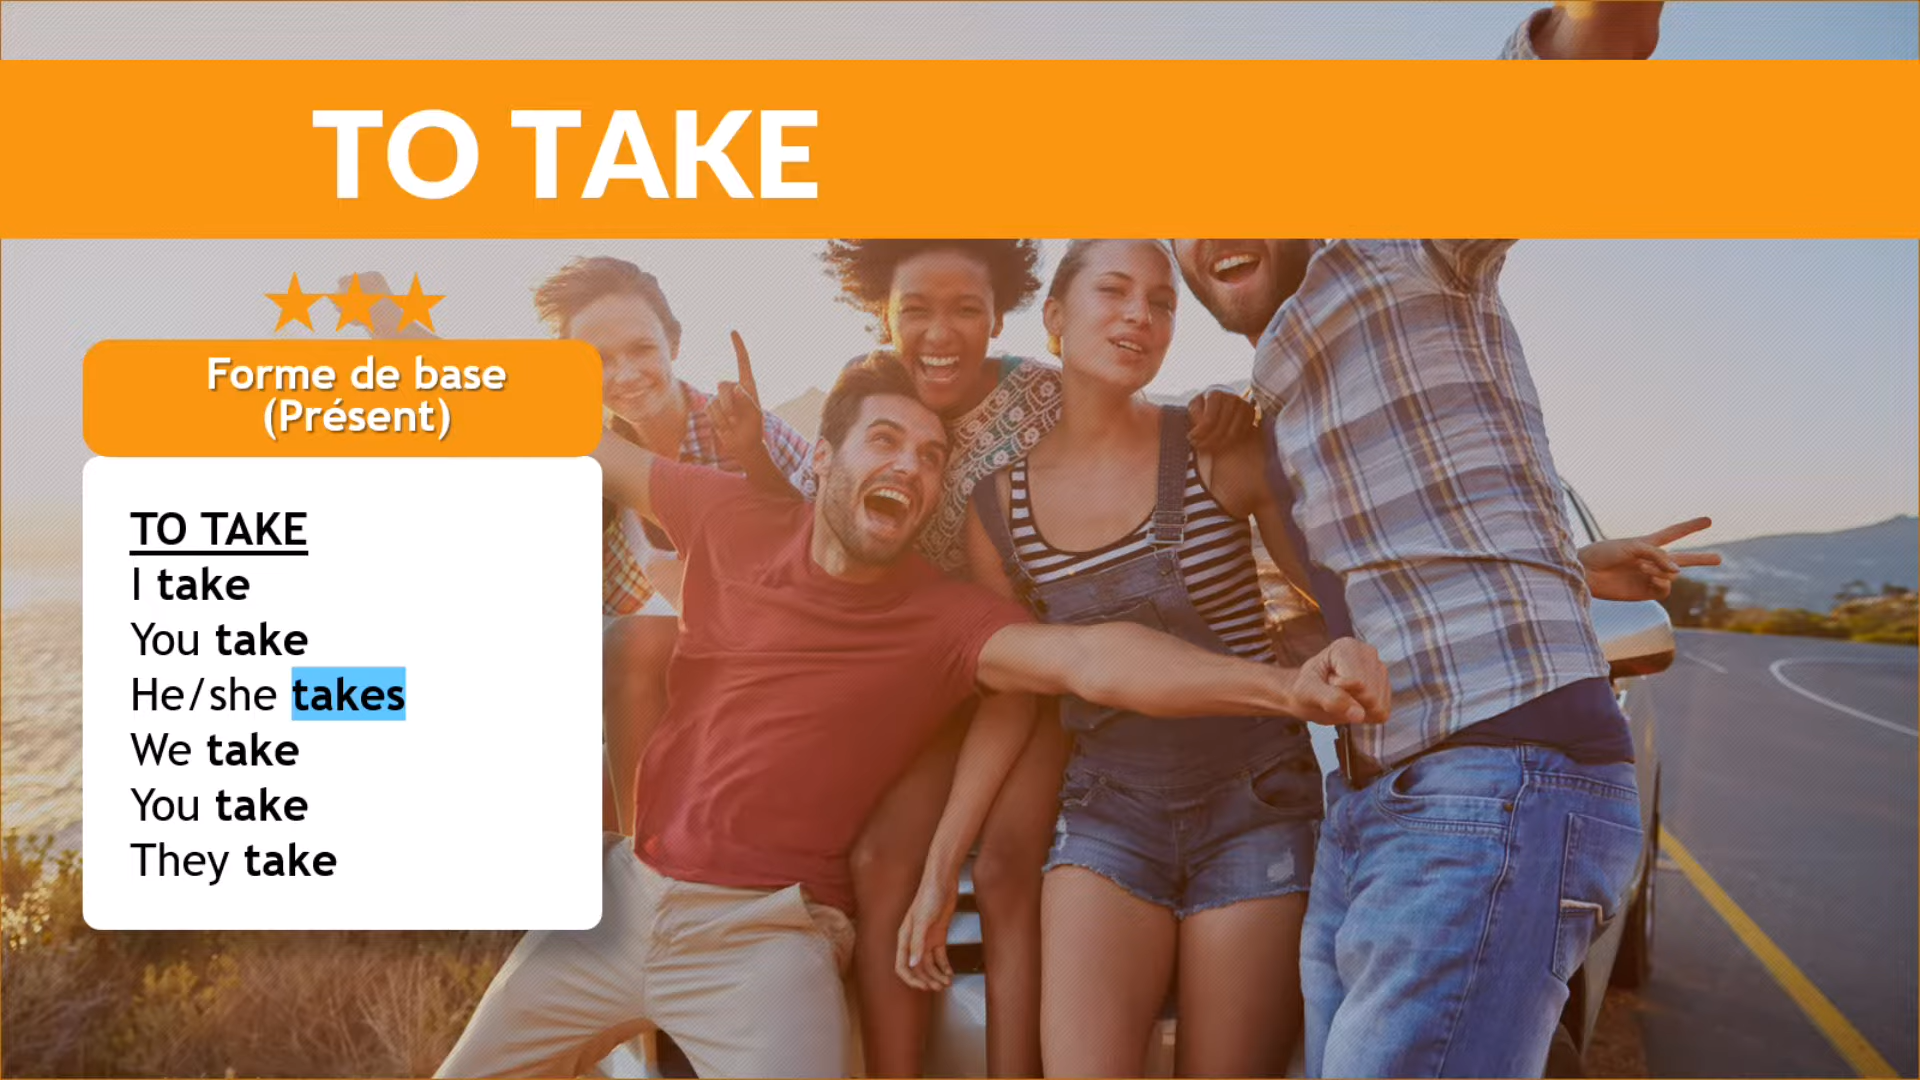 TO TAKE
Forme de base
(Présent)
TO TAKE
I take
You take
He/she takes
We take
You take
They take